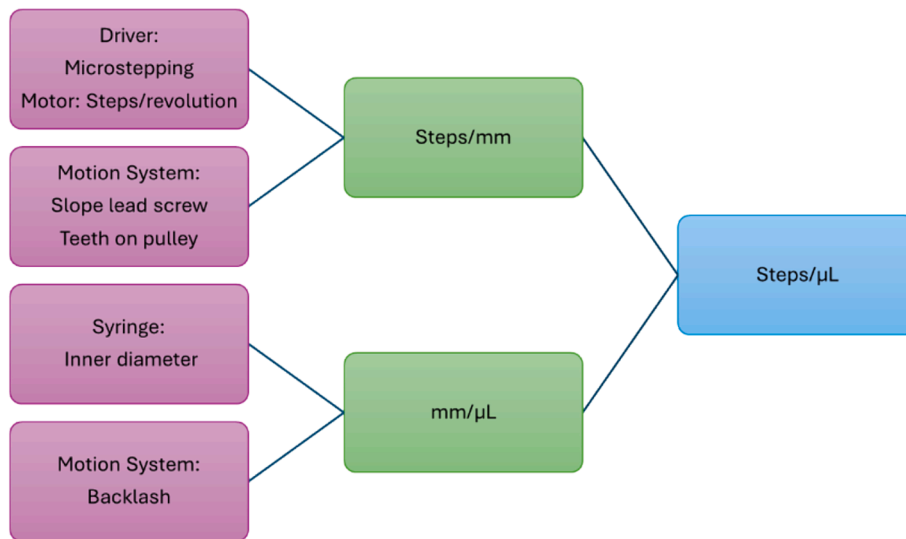 Driver:
Microstepping
Motor: Steps/revolution
Motion System:
Slope lead screw
Teeth on pulley
Syringe:
Inner diameter
Motion System:
Backlash
Steps/mm
mm/µL
Steps/µL